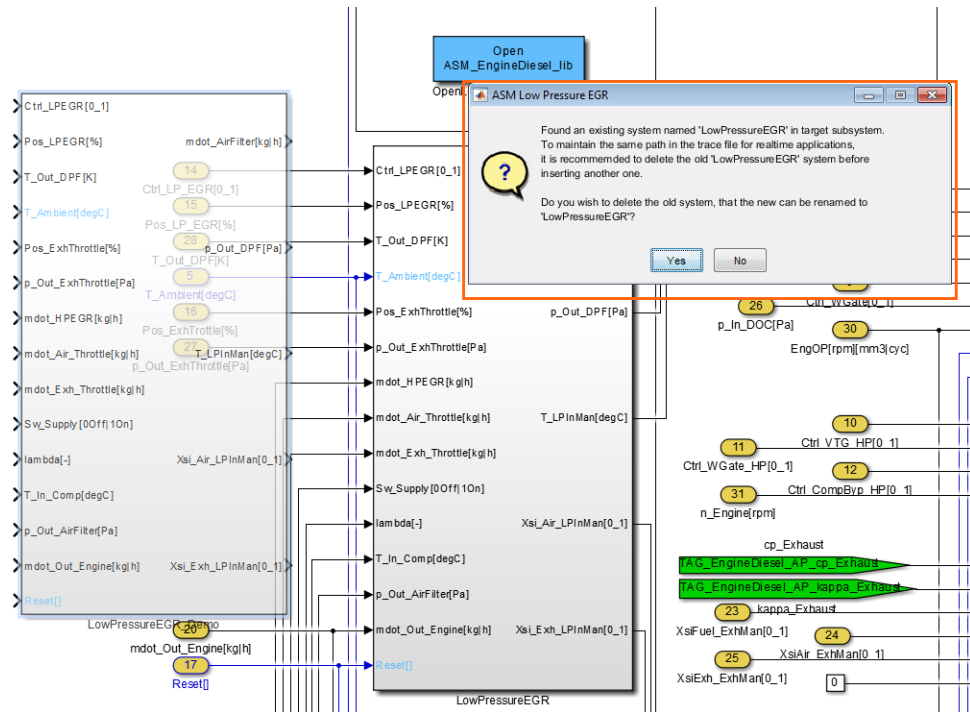 Open
ASM_EngineDiesel_lib
ASM Low Pressure EGR
Found an existing system named 'LowPressureEGR' in target subsystem.
To maintain the same path in the trace file for realtime applications,
it is recommemded to delete the old 'LowPressureEGR' system before
inserting another one.
Do you wish to delete the old system, that the new can be renamed to
'LowPressureEGR'?
?
Yes
No
Ctrl_LPEGR[0_1]
Pos_LPEGR[%]
mdot_AirFilter[kg|h]
14
Ctrl_LP_EGR[0_1]
T_Out_DPF[K]
15
Pos_LP_EGR[%]
T_Ambient[degC]
28
Pos_ExhThrottle[%]
p_Out_DPF[Pa]
T_Out_DPF[K]
5
p_Out_ExhThrottle[Pa]
T_Ambient[degC]
16
mdot_HPEGR[kg|h]
Pos_ExhThrottle[%]
27
mdot_Air_Throttle[kg|h]
T_LPInMan[degC]
p_Out_ExhThrottle[Pa]
mdot_Exh_Throttle[kg|h]
Sw_Supply[0Off|1On]
lambda[-]
Xsi_Air_LPInMan[0_1]
T_In_Comp[degC]
p_Out_AirFilter[Pa]
mdot_Out_Engine[kg|h]
Xsi_Exh_LPInMan[0_1]
Reset[]
LowPressureEGR_Demo
20
mdot_Out_Engine[kg|h]
17
Reset[]
Ctrl_LPEGR[0_1]
Pos_LPEGR[%]
T_Out_DPF[K]
T_Ambient[degC]
Pos_ExhThrottle[%]
p_Out_DPF[Pa]
p_Out_ExhThrottle[Pa]
mdot_HPEGR[kg|h]
mdot_Air_Throttle[kg|h]
T_LPInMan[degC]
mdot_Exh_Throttle[kg|h]
Sw_Supply[0Off|1On]
lambda[-]
Xsi_Air_LPInMan[0_1]
T_In_Comp[degC]
p_Out_AirFilter[Pa]
mdot_Out_Engine[kg|h]
Xsi_Exh_LPInMan[0_1]
Reset[]
LowPressureEGR
Ctrl_WGate[0_1]
26
p_In_DOC[Pa]
30
EngOP[rpm][mm3|cyc]
10
Ctrl_VTG_HP[0_1]
11
Ctrl_WGate_HP[0_1]
12
Ctrl_CompByp_HP[0_1]
31
n_Engine[rpm]
cp_Exhaust
TAG_EngineDiesel_AP_cp_Exhaust
TAG_EngineDiesel_AP_kappa_Exhaust
kappa_Exhaust
23
XsiFuel_ExhMan[0_1]
24
XsiAir_ExhMan[0_1]
25
XsiExh_ExhMan[0_1]
0